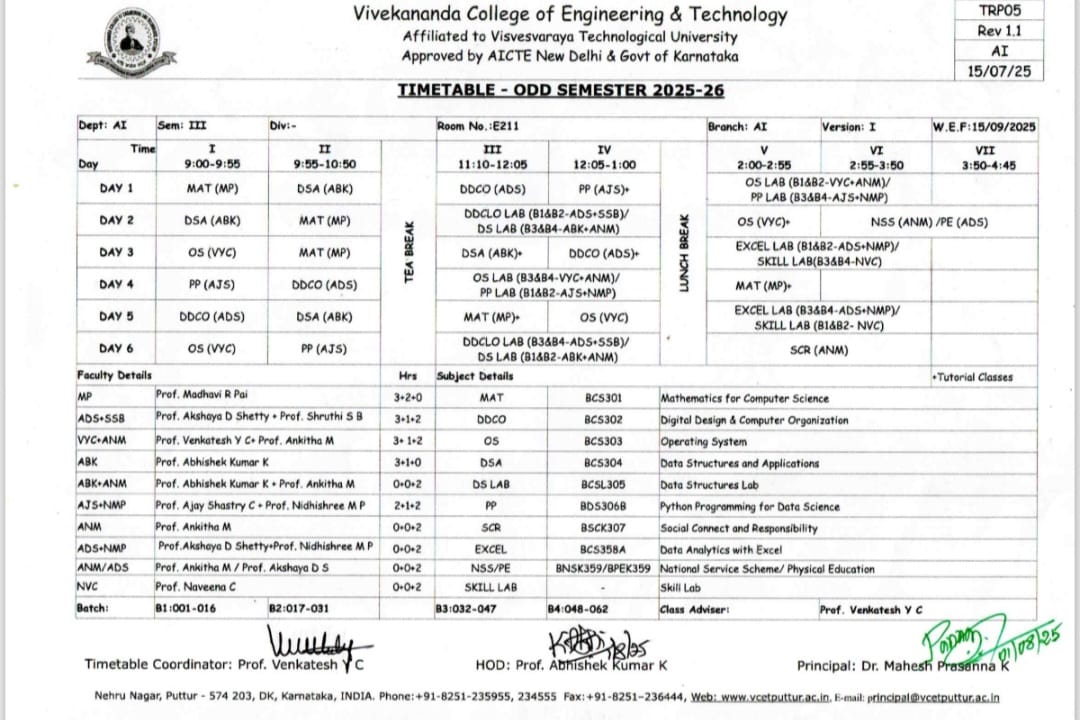 Vivekananda College of Engineering & Technology
Affiliated to Visvesvaraya Technological University
Approved by AICTE New Delhi & Govt of Karnataka
TRP05
Rev 1.1
AI
15/07/25
TIMETABLE - ODD SEMESTER 2025-26
Dept: AI Sem: III Div:- Room No.:E211 Branch: AI Version: I W.E.F:15/09/2025
Time I II III IV V VI VII
Day 9:00-9:55 9:55-10:50 11:10-12:05 12:05-1:00 2:00-2:55 2:55-3:50 3:50-4:45
TEA BREAK
LUNCH BREAK
DAY 1 MAT (MP) DSA (ABK) DDCO (ADS) PP (AJS)+ OS LAB (B1&B2-VYC+ANM)/
PP LAB (B3&B4-AJS+NMP)
DAY 2 DSA (ABK) MAT (MP) DDCLO LAB (B1&B2-ADS+SSB)/
DS LAB (B3&B4-ABK+ANM) OS (VYC)+ NSS (ANM) /PE (ADS)
DAY 3 OS (VYC) MAT (MP) DSA (ABK)+ DDCO (ADS)+ EXCEL LAB (B1&B2-ADS+NMP)/
SKILL LAB(B3&B4-NVC)
DAY 4 PP (AJS) DDCO (ADS) OS LAB (B3&B4-VYC+ANM)/
PP LAB (B1&B2-AJS+NMP) MAT (MP)+
DAY 5 DDCO (ADS) DSA (ABK) MAT (MP)+ OS (VYC) EXCEL LAB (B3&B4-ADS+NMP)/
SKILL LAB (B1&B2- NVC)
DAY 6 OS (VYC) PP (AJS) DDCLO LAB (B3&B4-ADS+SSB)/
DS LAB (B1&B2-ABK+ANM) SCR (ANM)
Faculty Details Hrs Subject Details +Tutorial Classes
MP Prof. Madhavi R Pai 3+2+0 MAT BCS301 Mathematics for Computer Science
ADS+SSB Prof. Akshaya D Shetty + Prof. Shruthi S B 3+1+2 DDCO BCS302 Digital Design & Computer Organization
VYC+ANM Prof. Venkatesh Y C+ Prof. Ankitha M 3+ 1+2 OS BCS303 Operating System
ABK Prof. Abhishek Kumar K 3+1+0 DSA BCS304 Data Structures and Applications
ABK+ANM Prof. Abhishek Kumar K + Prof. Ankitha M 0+0+2 DS LAB BCSL305 Data Structures Lab
AJS+NMP Prof. Ajay Shastry C + Prof. Nidhishree M P 2+1+2 PP BDS306B Python Programming for Data Science
ANM Prof. Ankitha M 0+0+2 SCR BSCK307 Social Connect and Responsibility
ADS+NMP Prof.Akshaya D Shetty+Prof. Nidhishree M P 0+0+2 EXCEL BCS358A Data Analytics with Excel
ANM/ADS Prof. Ankitha M / Prof. Akshaya D S 0+0+2 NSS/PE BNSK359/BPEK359 National Service Scheme/ Physical Education
NVC Prof. Naveena C 0+0+2 SKILL LAB - Skill Lab
Batch: B1:001-016 B2:017-031 B3:032-047 B4:048-062 Class Adviser: Prof. Venkatesh Y C
01/08/25
Timetable Coordinator: Prof. Venkatesh Y C HOD: Prof. Abhishek Kumar K Principal: Dr. Mahesh Prasanna K
Nehru Nagar, Puttur - 574 203, DK, Karnataka, INDIA. Phone:+91-8251-235955, 234555 Fax:+91-8251-236444, Web: www.vcetputtur.ac.in, E-mail: principal@vcetputtur.ac.in